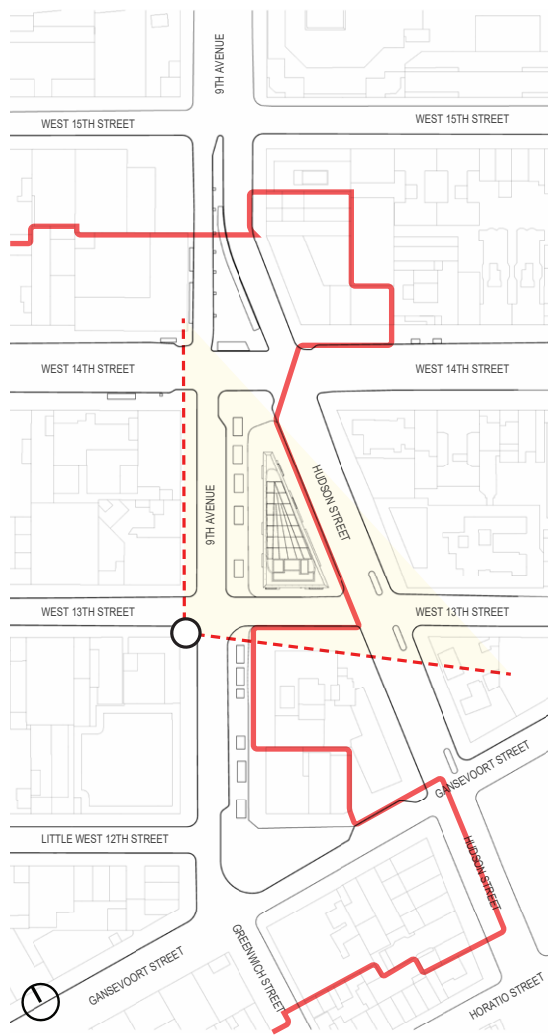 9TH AVENUE
WEST 15TH STREET
WEST 15TH STREET
WEST 14TH STREET
WEST 14TH STREET
HUDSON STREET
9TH AVENUE
WEST 13TH STREET
WEST 13TH STREET
GANSEVOORT STREET
LITTLE WEST 12TH STREET
HUDSON STREET
GREENWICH STREET
GANSEVOORT STREET
HORATIO STREET